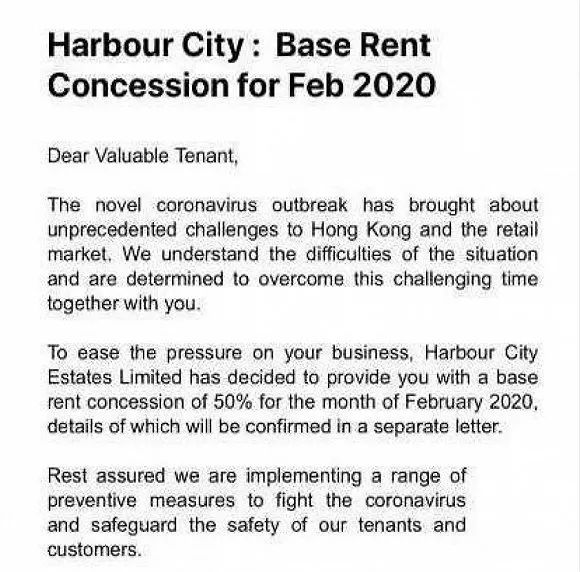 Harbour City : Base Rent
Concession for Feb 2020
Dear Valuable Tenant,
The novel coronavirus outbreak has brought about
unprecedented challenges to Hong Kong and the retail
market. We understand the difficulties of the situation
and are determined to overcome this challenging time
together with you.
To ease the pressure on your business, Harbour City
Estates Limited has decided to provide you with a base
rent concession of 50% for the month of February 2020,
details of which will be confirmed in a separate letter.
Rest assured we are implementing a range of
preventive measures to fight the coronavirus
and safeguard the safety of our tenants and
customers.